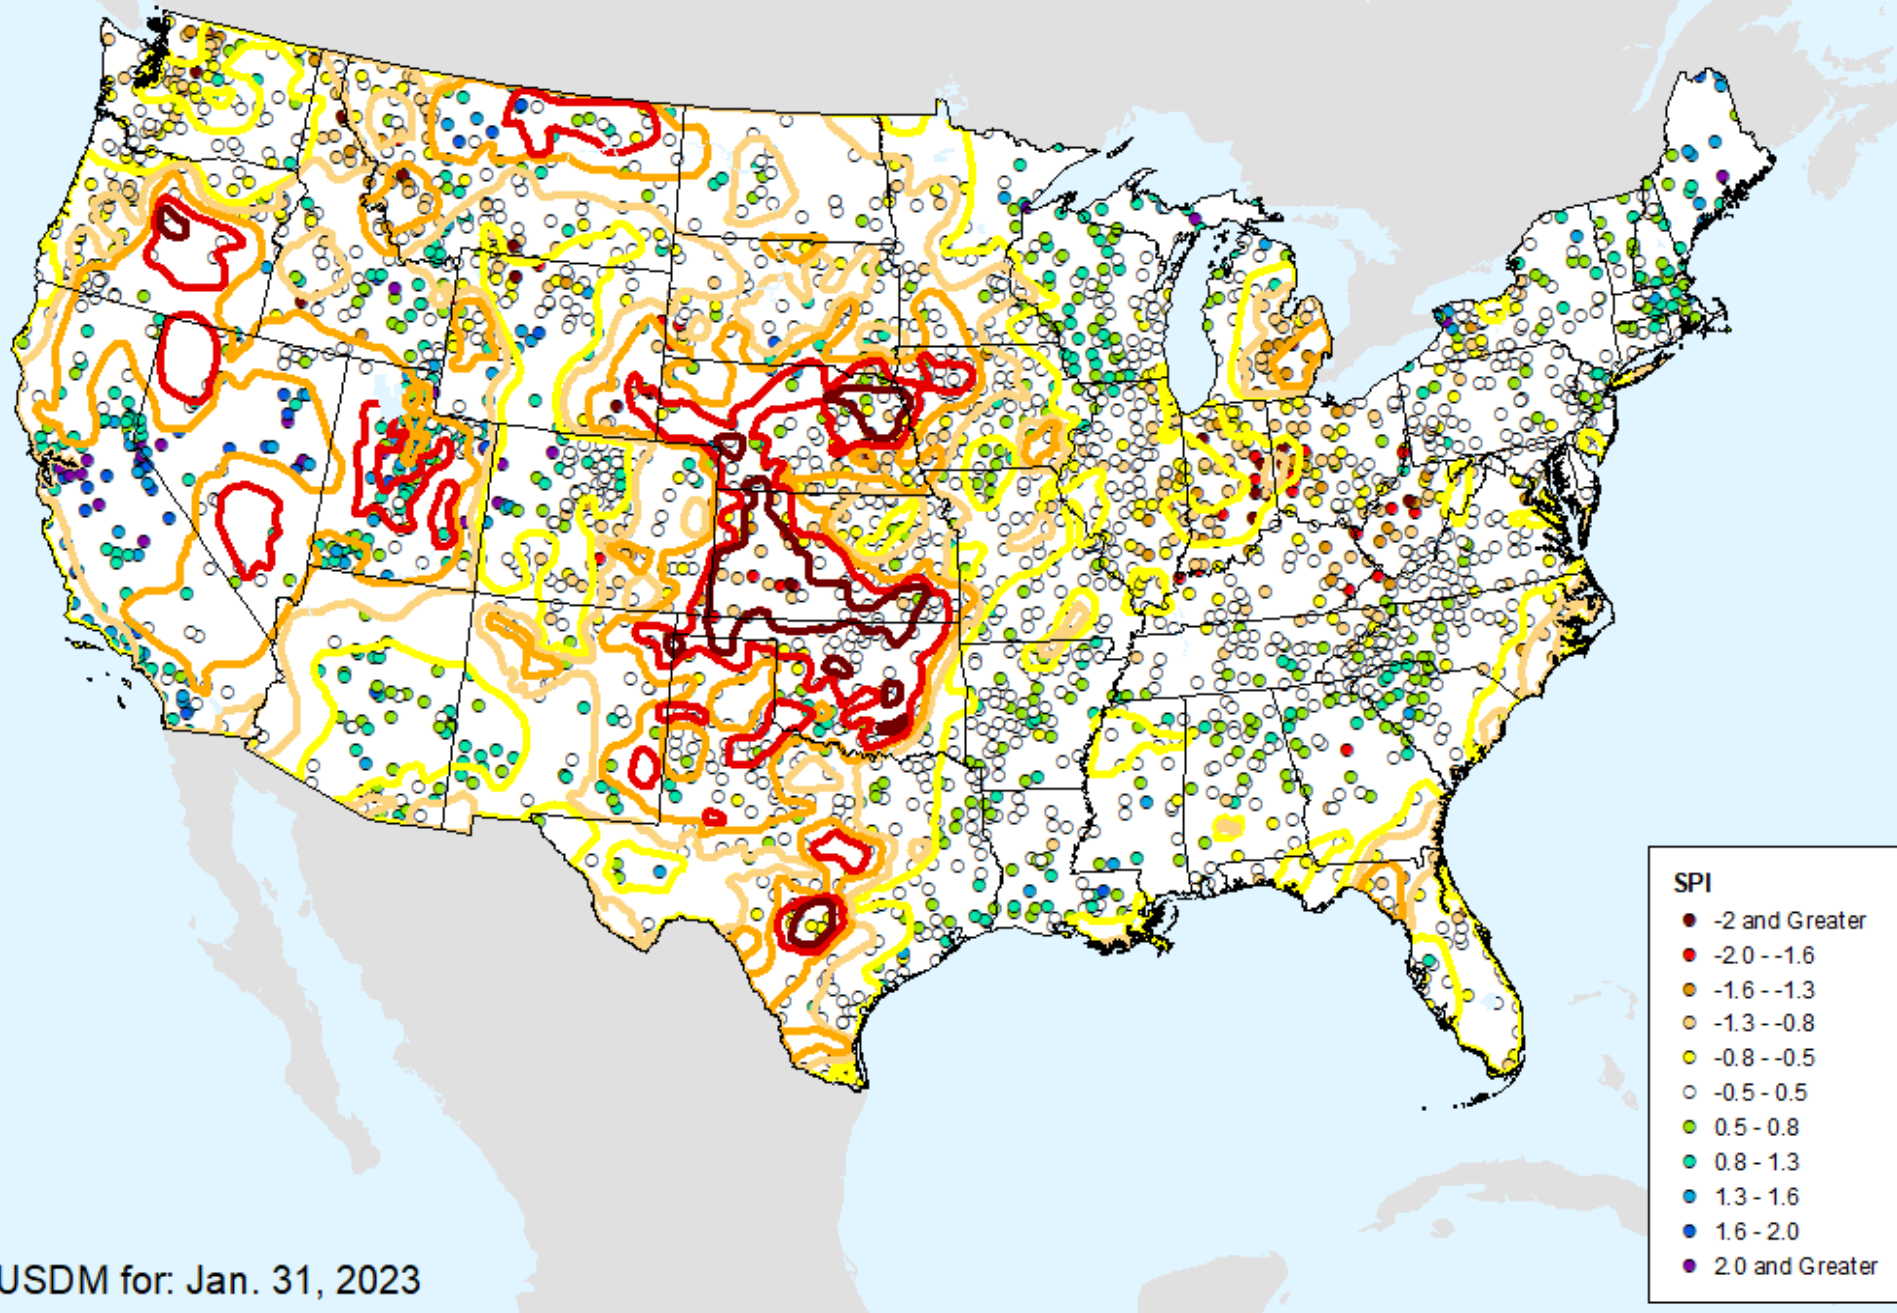 SPI
-2 and Greater
-2.0 - -1.6
-1.6 - -1.3
-1.3 - -0.8
-0.8 - -0.5
-0.5 - 0.5
0.5 - 0.8
0.8 - 1.3
1.3 - 1.6
1.6 - 2.0
2.0 and Greater
USDM for: Jan. 31, 2023